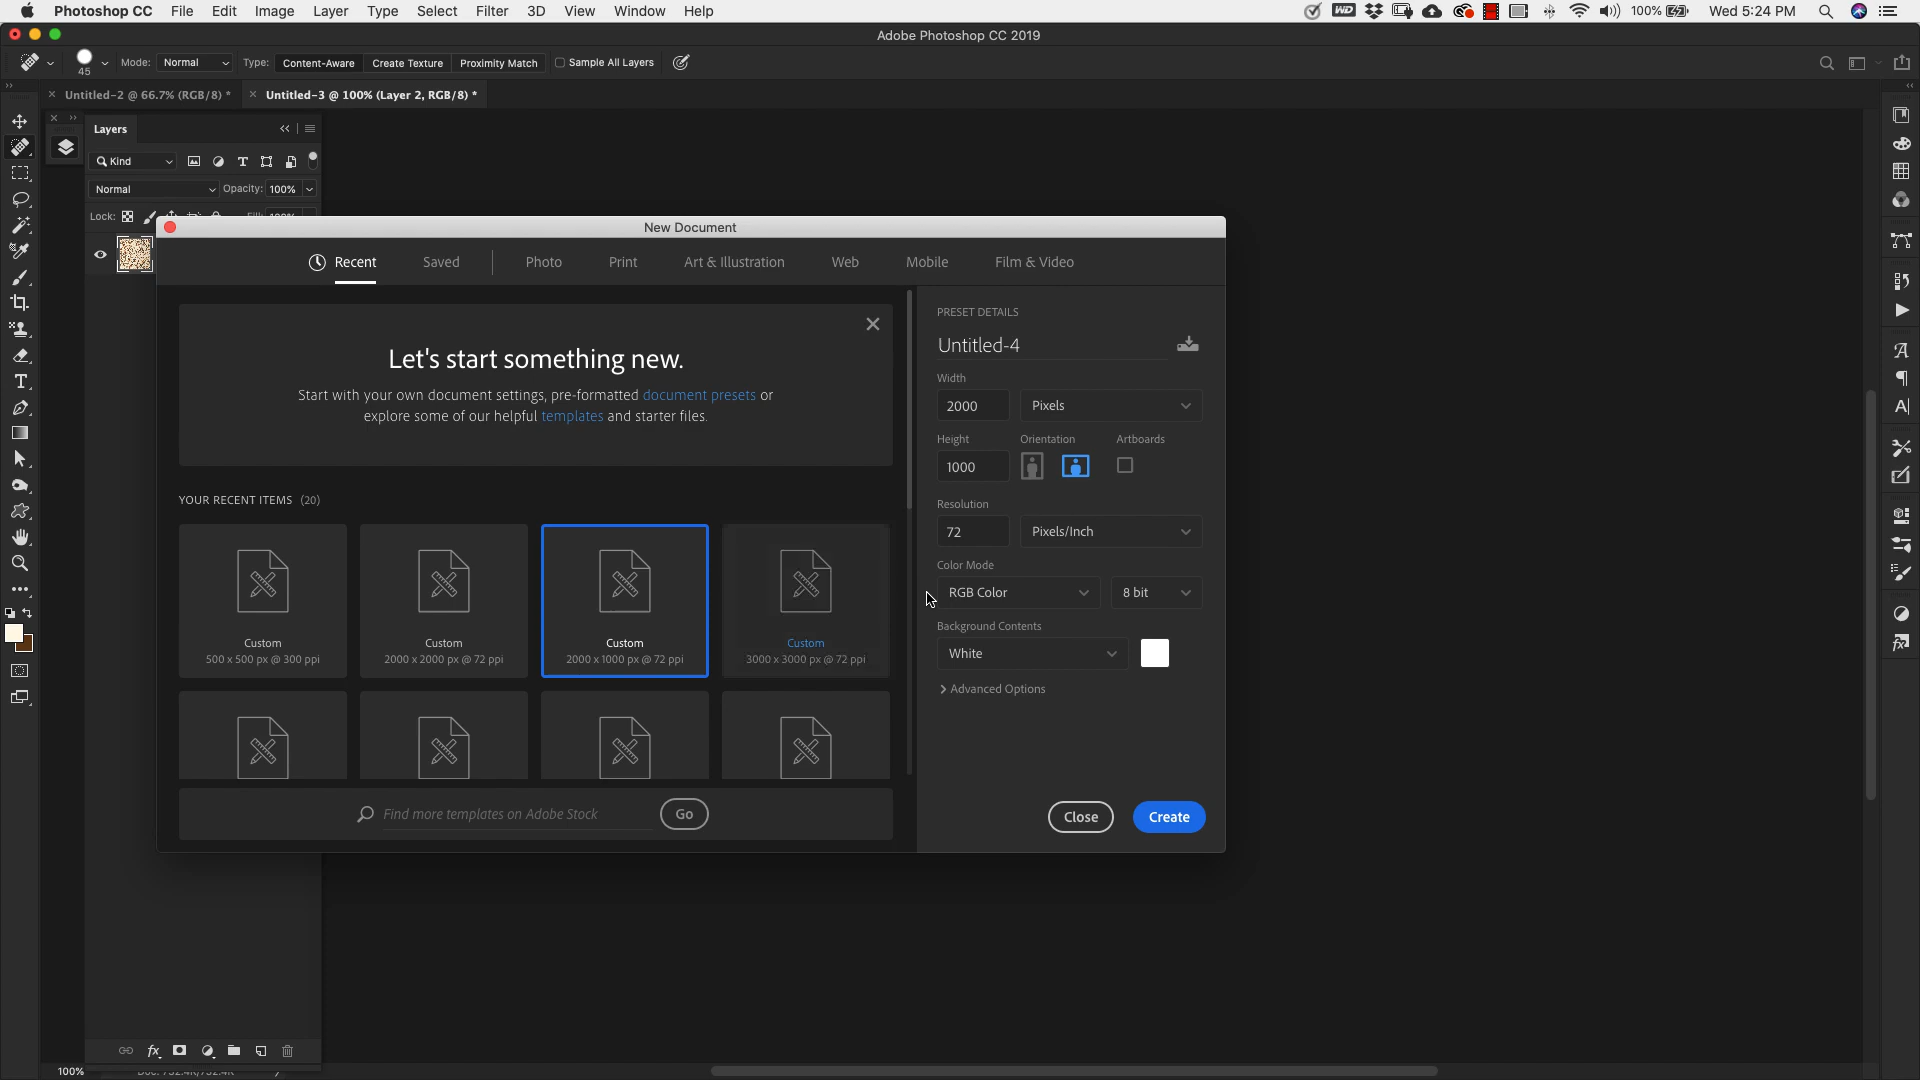 Photoshop CC File Edit Image Layer Type Select Filter 3D View Window Help
WD 100% Wed 5:24 PM
Adobe Photoshop CC 2019
45 Mode: Normal Type: Content-Aware Create Texture Proximity Match Sample All Layers
Untitled-2 @ 66.7% (RGB/8) * Untitled-3 @ 100% (Layer 2, RGB/8) *
Layers
Kind
Normal Opacity: 100%
Lock: Fill: 100%
New Document
Recent Saved Photo Print Art & Illustration Web Mobile Film & Video
Let's start something new.
Start with your own document settings, pre-formatted document presets or
explore some of our helpful templates and starter files.
YOUR RECENT ITEMS (20)
Custom
500 x 500 px @ 300 ppi
Custom
2000 x 2000 px @ 72 ppi
Custom
2000 x 1000 px @ 72 ppi
Custom
3000 x 3000 px @ 72 ppi
Find more templates on Adobe Stock Go
PRESET DETAILS
Untitled-4
Width
2000 Pixels
Height Orientation Artboards
1000
Resolution
72 Pixels/Inch
Color Mode
RGB Color 8 bit
Background Contents
White
Advanced Options
Close Create
100%